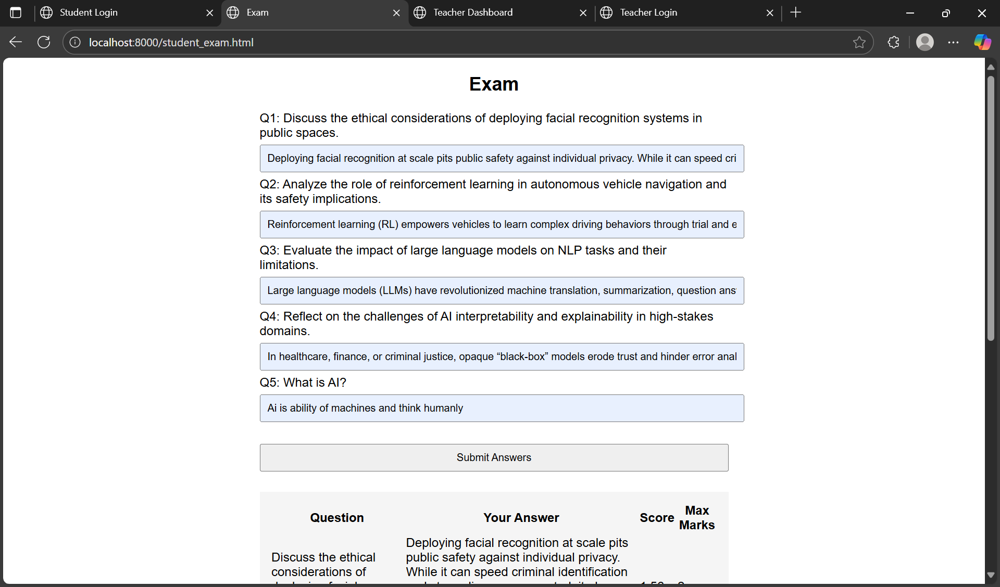 Student Login
Exam
Teacher Dashboard
Teacher Login
localhost:8000/student_exam.html
Exam
Q1: Discuss the ethical considerations of deploying facial recognition systems in
public spaces.
Deploying facial recognition at scale pits public safety against individual privacy. While it can speed cri
Q2: Analyze the role of reinforcement learning in autonomous vehicle navigation and
its safety implications.
Reinforcement learning (RL) empowers vehicles to learn complex driving behaviors through trial and e
Q3: Evaluate the impact of large language models on NLP tasks and their
limitations.
Large language models (LLMs) have revolutionized machine translation, summarization, question ans
Q4: Reflect on the challenges of AI interpretability and explainability in high-stakes
domains.
In healthcare, finance, or criminal justice, opaque “black-box” models erode trust and hinder error anal
Q5: What is AI?
Ai is ability of machines and think humanly
Submit Answers
Question Your Answer Score Max Marks
Deploying facial recognition at scale pits
Discuss the ethical public safety against individual privacy.
considerations of While it can speed criminal identification